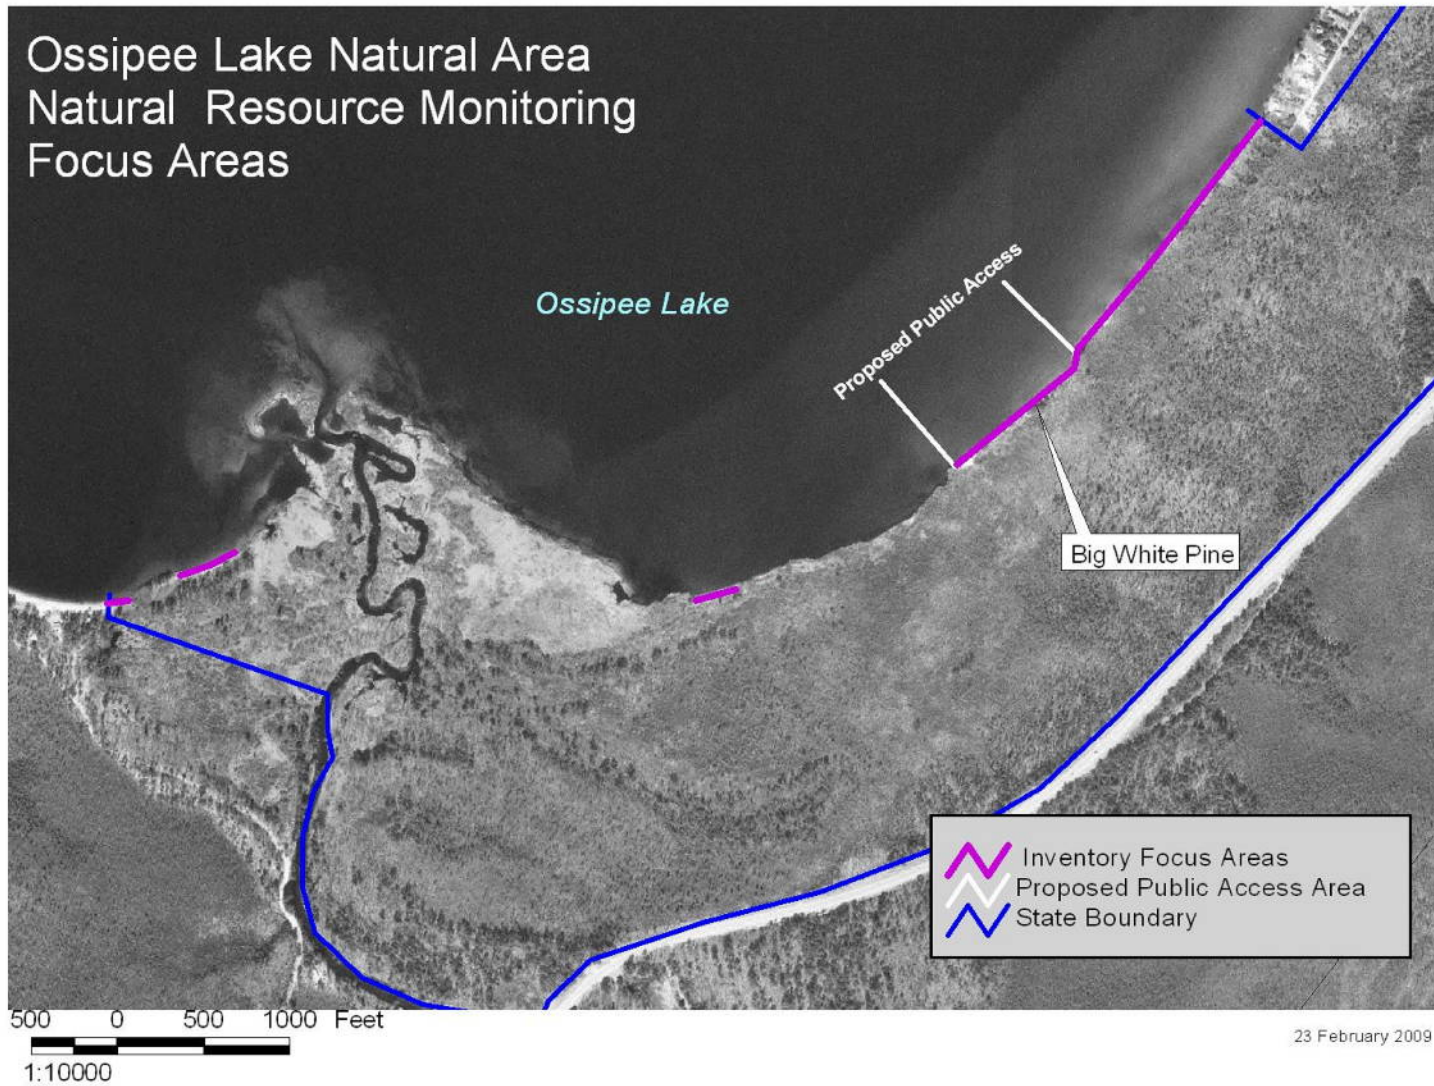 Ossipee Lake Natural Area
Natural Resource Monitoring
Focus Areas
Ossipee Lake
Proposed Public Access
Big White Pine
Inventory Focus Areas
Proposed Public Access Area
State Boundary
500 0 500 1000 Feet
1:10000
23 February 2009